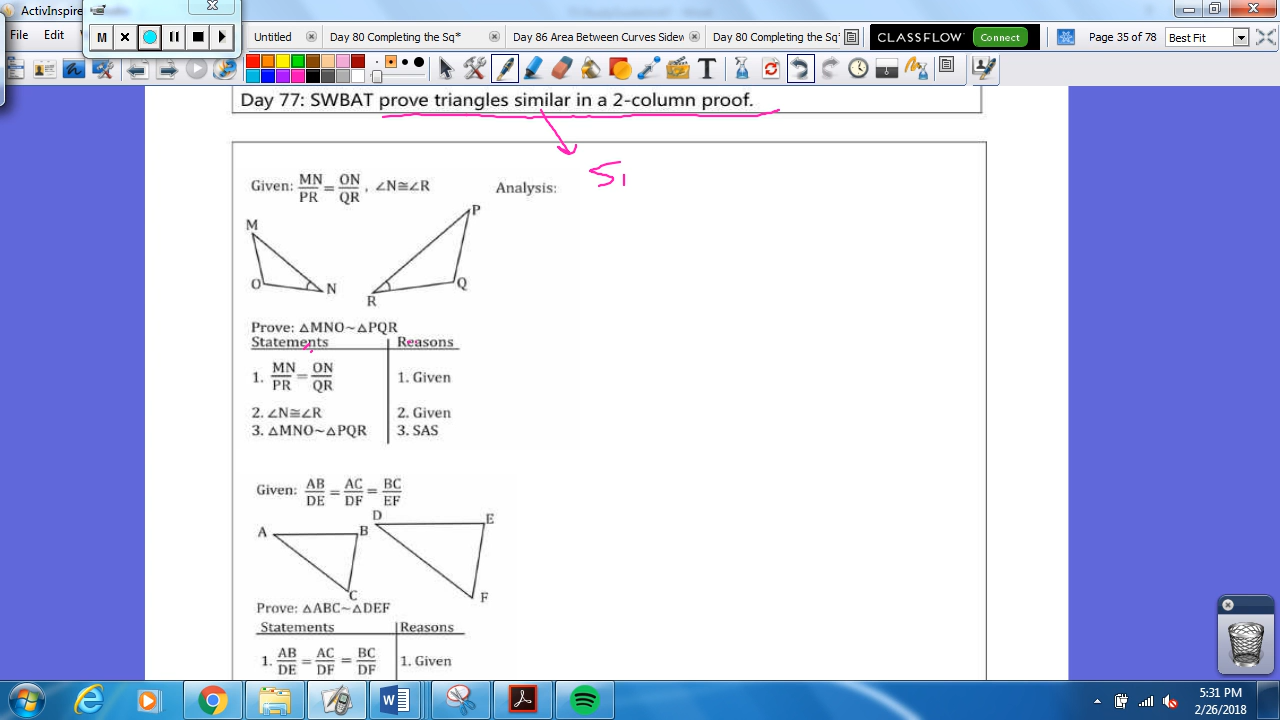 ActivInspire
File Edit
Untitled Day 80 Completing the Sq* Day 86 Area Between Curves Sidew Day 80 Completing the Sq CLASSFLOW Connect Page 35 of 78 Best Fit
Day 77: SWBAT prove triangles similar in a 2-column proof.
Given: MN/PR = ON/QR , ∠N≅∠R Analysis:
M
P
O
N
R
Q
Prove: △MNO~△PQR
Statements Reasons
1. MN/PR = ON/QR 1. Given
2. ∠N≅∠R 2. Given
3. △MNO~△PQR 3. SAS
Given: AB/DE = AC/DF = BC/EF
A
B
D
E
C
F
Prove: △ABC~△DEF
Statements Reasons
1. AB/DE = AC/DF = BC/DF 1. Given
5:31 PM
2/26/2018